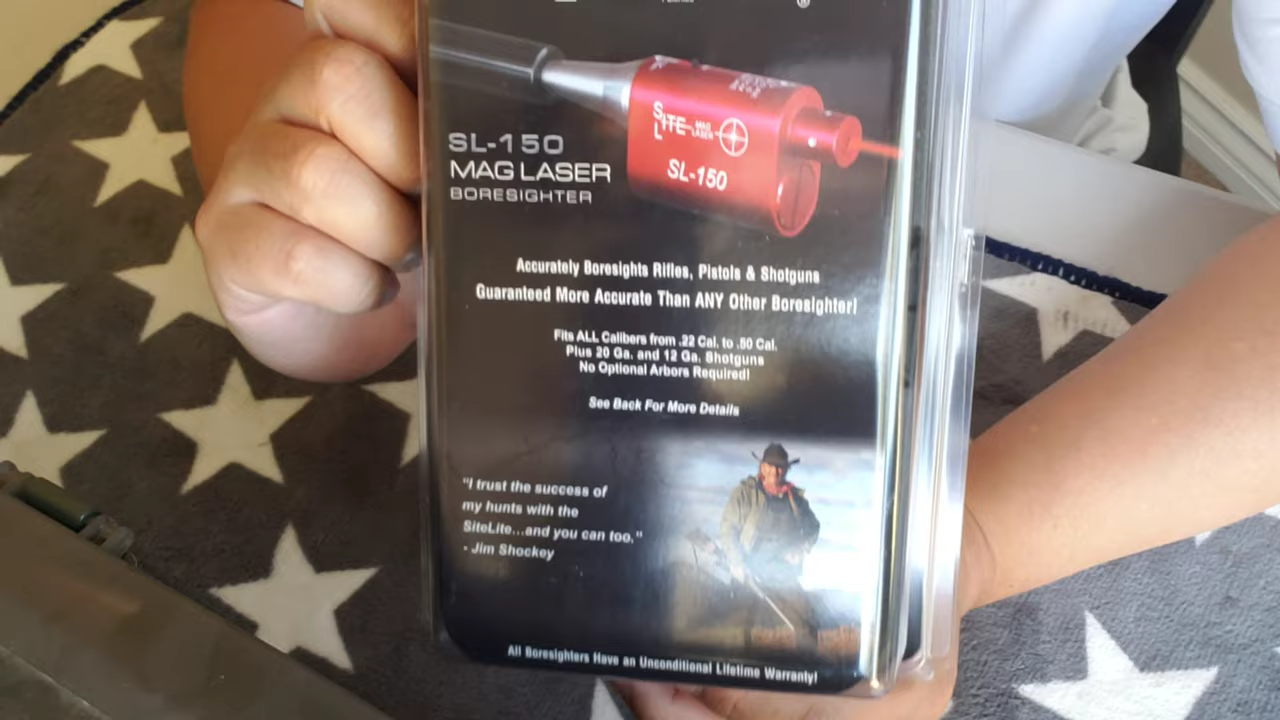 ®
SITE
L
MAG
LASER
SL-150
SL-150
MAG LASER
BORESIGHTER
Accurately Boresights Rifles, Pistols & Shotguns
Guaranteed More Accurate Than ANY Other Boresighter!
Fits ALL Calibers from .22 Cal. to .50 Cal.
Plus 20 Ga. and 12 Ga. Shotguns
No Optional Arbors Required!
See Back For More Details
"I trust the success of
my hunts with the
SiteLite...and you can too."
- Jim Shockey
All Boresighters Have an Unconditional Lifetime Warranty!